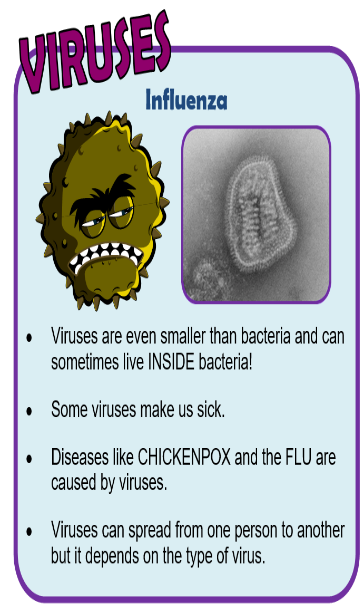 VIRUSES
Influenza
• Viruses are even smaller than bacteria and can
sometimes live INSIDE bacteria!
• Some viruses make us sick.
• Diseases like CHICKENPOX and the FLU are
caused by viruses.
• Viruses can spread from one person to another
but it depends on the type of virus.